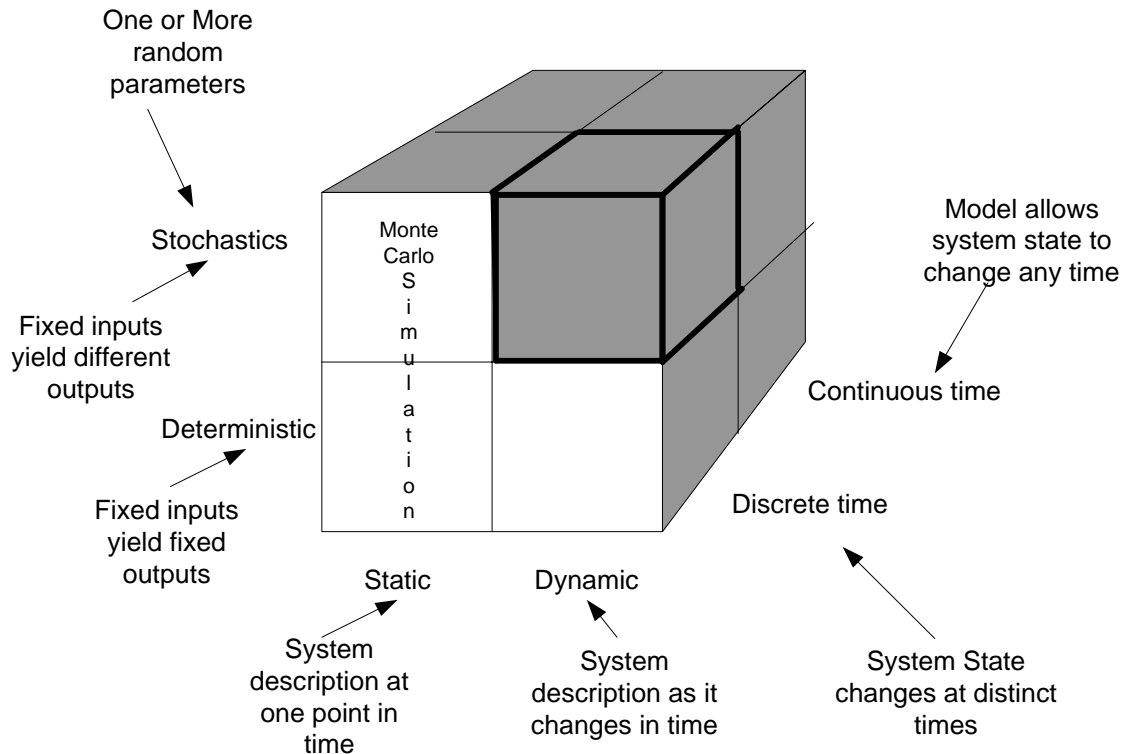 One or More
random
parameters
Stochastics
Fixed inputs
yield different
outputs
Deterministic
Fixed inputs
yield fixed
outputs
Monte
Carlo
S
i
m
u
l
a
t
i
o
n
Model allows
system state to
change any time
Continuous time
Discrete time
Static
Dynamic
System
description at
one point in
time
System
description as it
changes in time
System State
changes at distinct
times